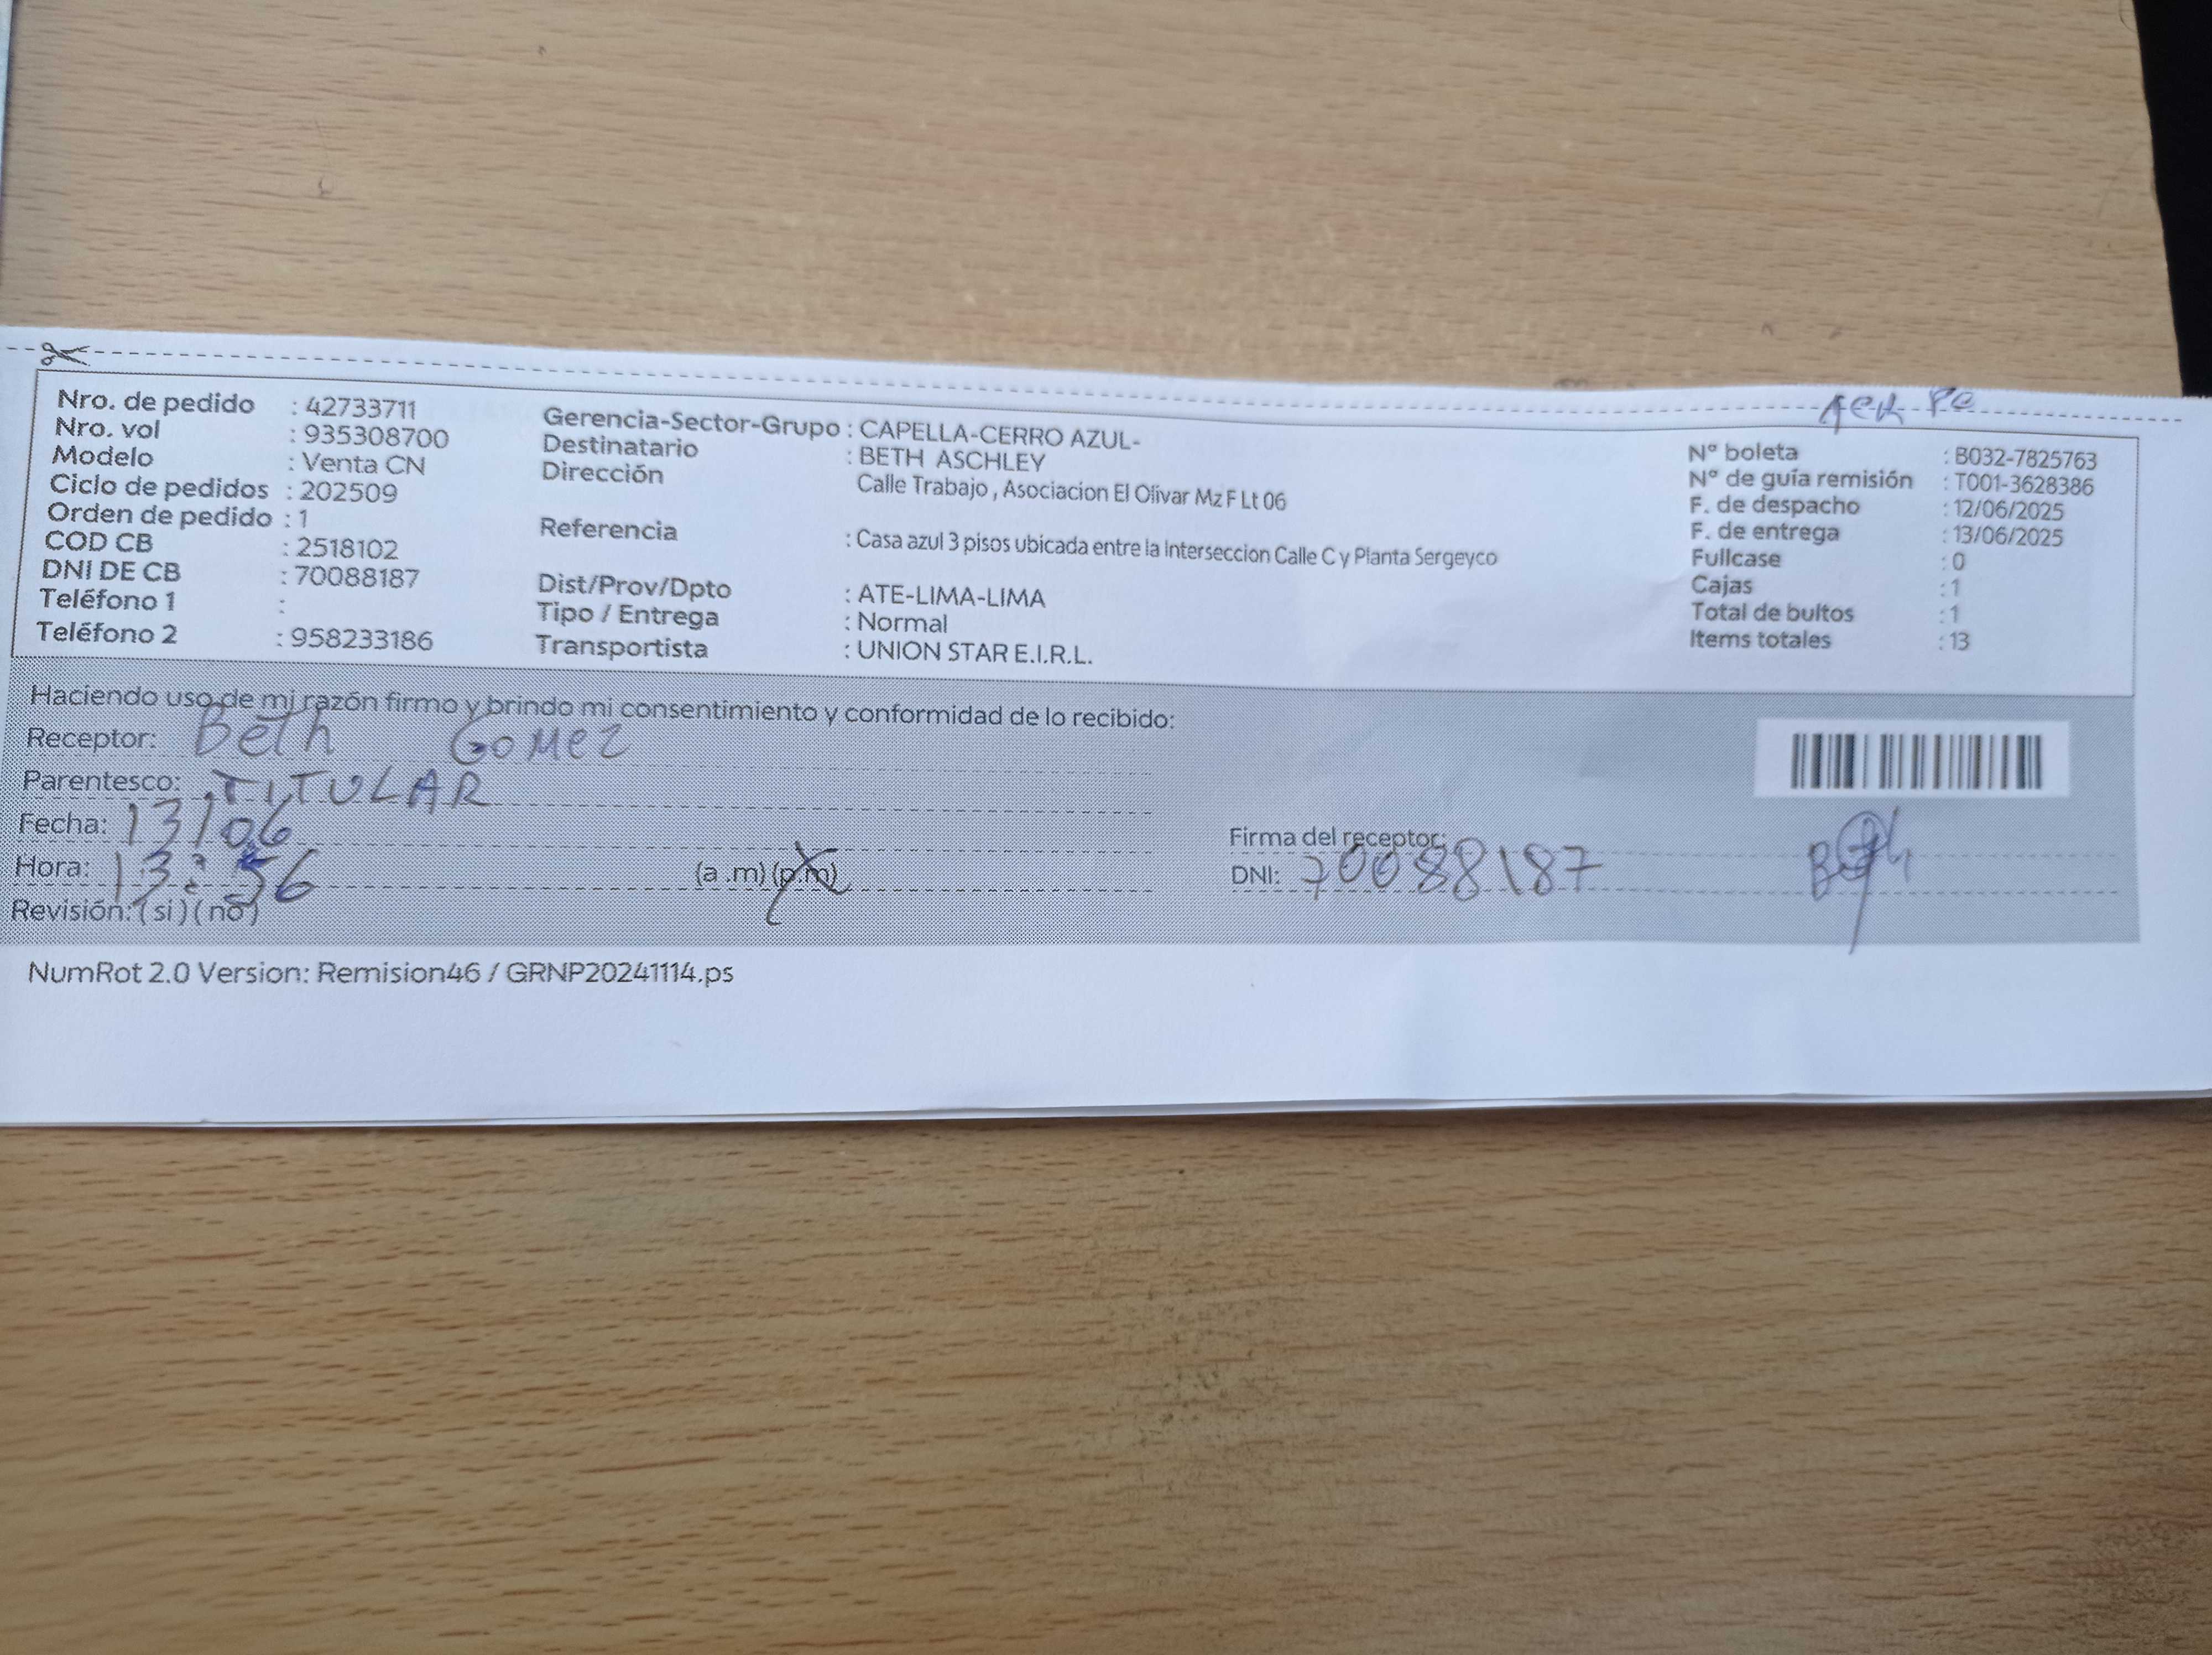 Nro. de pedido : 42733711
Nro. vol : 935308700
Modelo : Venta CN
Ciclo de pedidos : 202509
Orden de pedido : 1
COD CB : 2518102
DNI DE CB : 70088187
Teléfono 1 :
Teléfono 2 : 958233186
Gerencia-Sector-Grupo : CAPELLA-CERRO AZUL-
Destinatario : BETH ASCHLEY
Dirección Calle Trabajo , Asociacion El Olivar Mz F Lt 06
Referencia : Casa azul 3 pisos ubicada entre la Interseccion Calle C y Planta Sergeyco
Dist/Prov/Dpto : ATE-LIMA-LIMA
Tipo / Entrega : Normal
Transportista : UNION STAR E.I.R.L.
N° boleta : B032-7825763
N° de guía remisión : T001-3628386
F. de despacho : 12/06/2025
F. de entrega : 13/06/2025
Fullcase : 0
Cajas : 1
Total de bultos : 1
Items totales : 13
Haciendo uso de mi razón firmo y brindo mi consentimiento y conformidad de lo recibido:
Receptor: Beth GOMEZ
Parentesco: TITULAR
Fecha: 13/06
Hora: 13:56 (a .m) (p.m)
Revisión: (si) (no)
Firma del receptor:
DNI: 70088187 Beth
NumRot 2.0 Version: Remision46 / GRNP20241114.ps